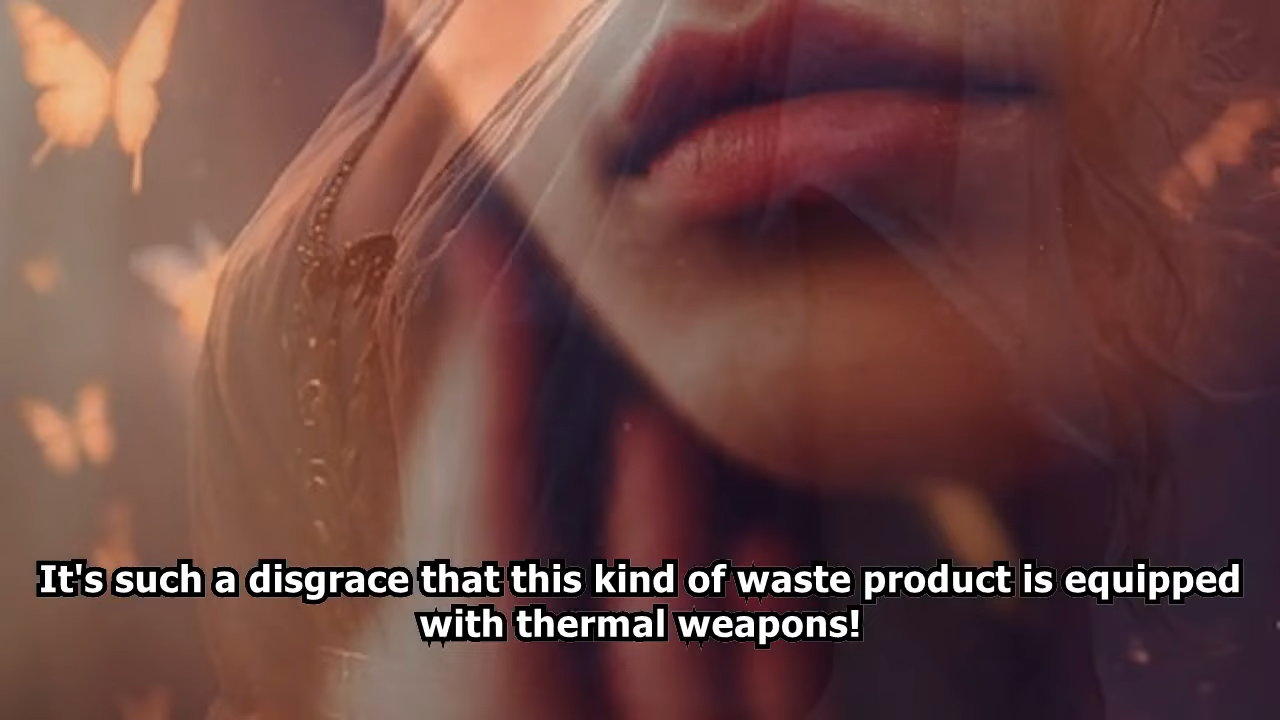 It's such a disgrace that this kind of waste product is equipped
with thermal weapons!